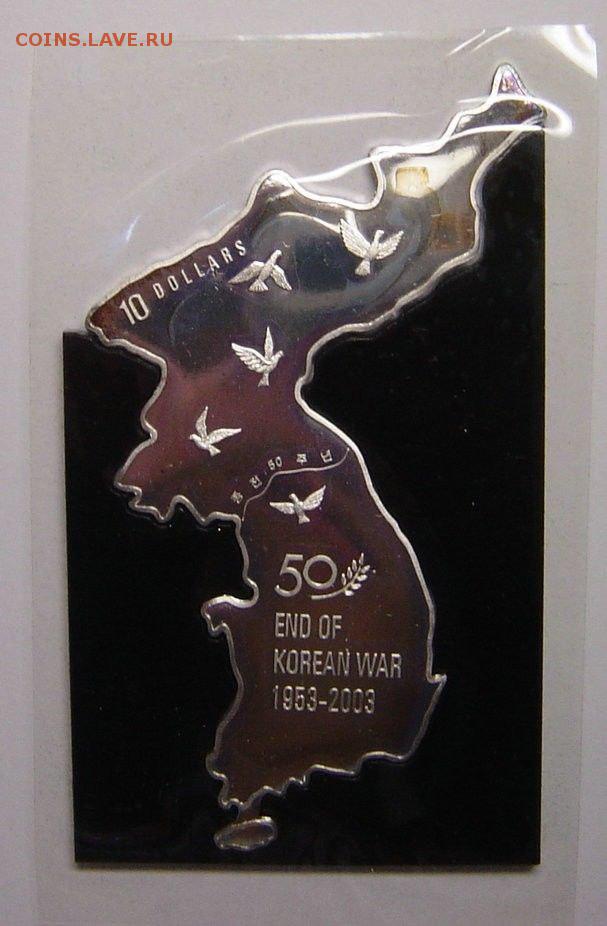 COINS.LAVE.RU
10 DOLLARS
종전 50 주년
50
END OF
KOREAN WAR
1953-2003